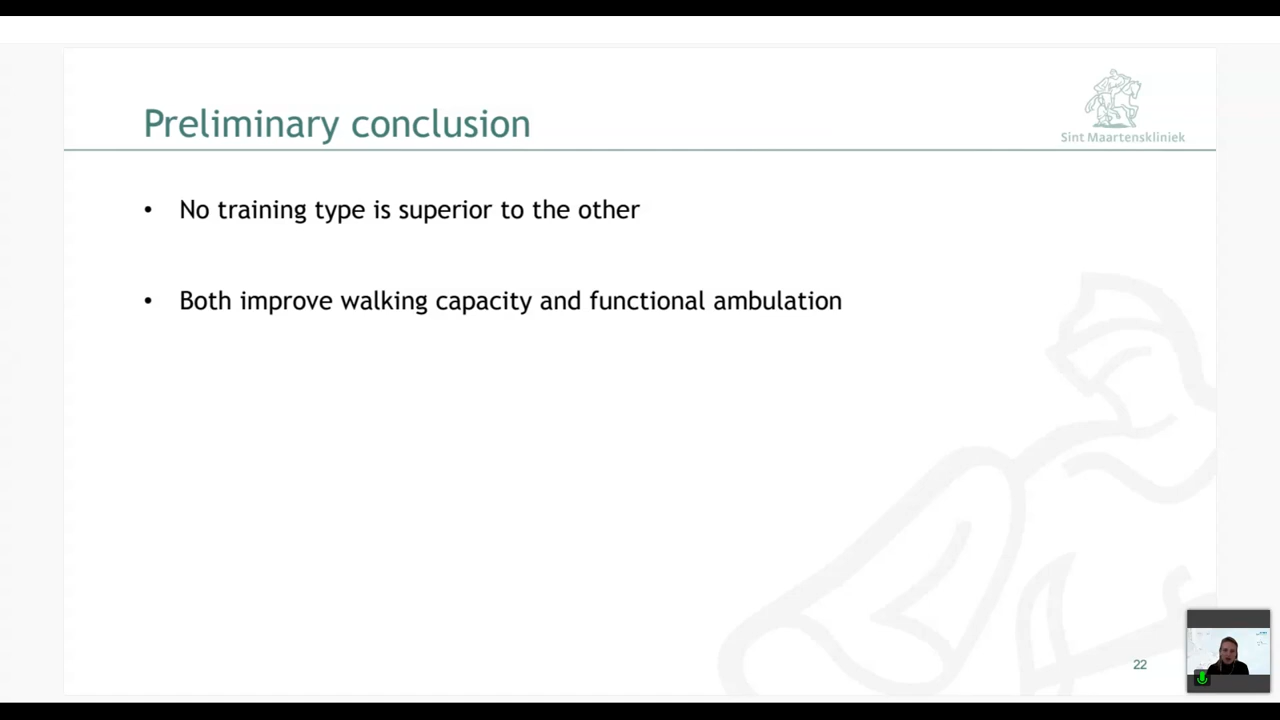 Preliminary conclusion
Sint Maartenskliniek
• No training type is superior to the other
• Both improve walking capacity and functional ambulation
22